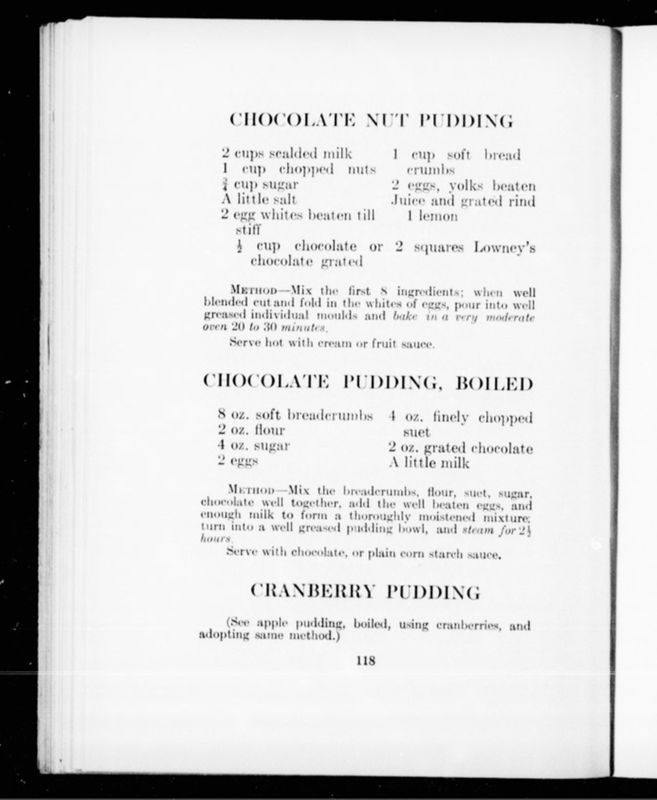 CHOCOLATE NUT PUDDING
2 cups scalded milk
1 cup chopped nuts
¾ cup sugar
A little salt
2 egg whites beaten till
stiff
1 cup soft bread
crumbs
2 eggs, yolks beaten
Juice and grated rind
1 lemon
½ cup chocolate or 2 squares Lowney's
chocolate grated
METHOD—Mix the first 8 ingredients; when well
blended cut and fold in the whites of eggs, pour into well
greased individual moulds and bake in a very moderate
oven 20 to 30 minutes.
Serve hot with cream or fruit sauce.
CHOCOLATE PUDDING, BOILED
8 oz. soft breadcrumbs
2 oz. flour
4 oz. sugar
2 eggs
4 oz. finely chopped
suet
2 oz. grated chocolate
A little milk
METHOD—Mix the breadcrumbs, flour, suet, sugar,
chocolate well together, add the well beaten eggs, and
enough milk to form a thoroughly moistened mixture;
turn into a well greased pudding bowl, and steam for 2½
hours.
Serve with chocolate, or plain corn starch sauce.
CRANBERRY PUDDING
(See apple pudding, boiled, using cranberries, and
adopting same method.)
118